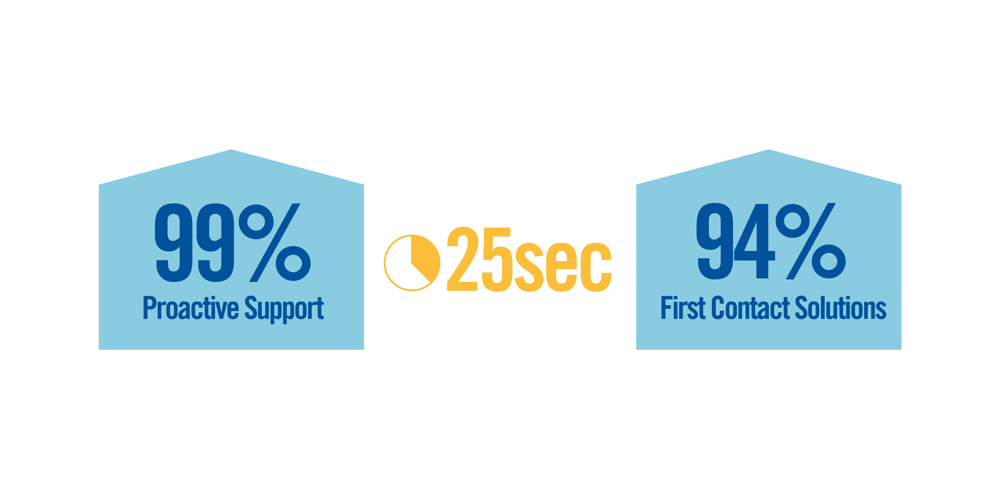 99%
Proactive Support
25sec
94%
First Contact Solutions